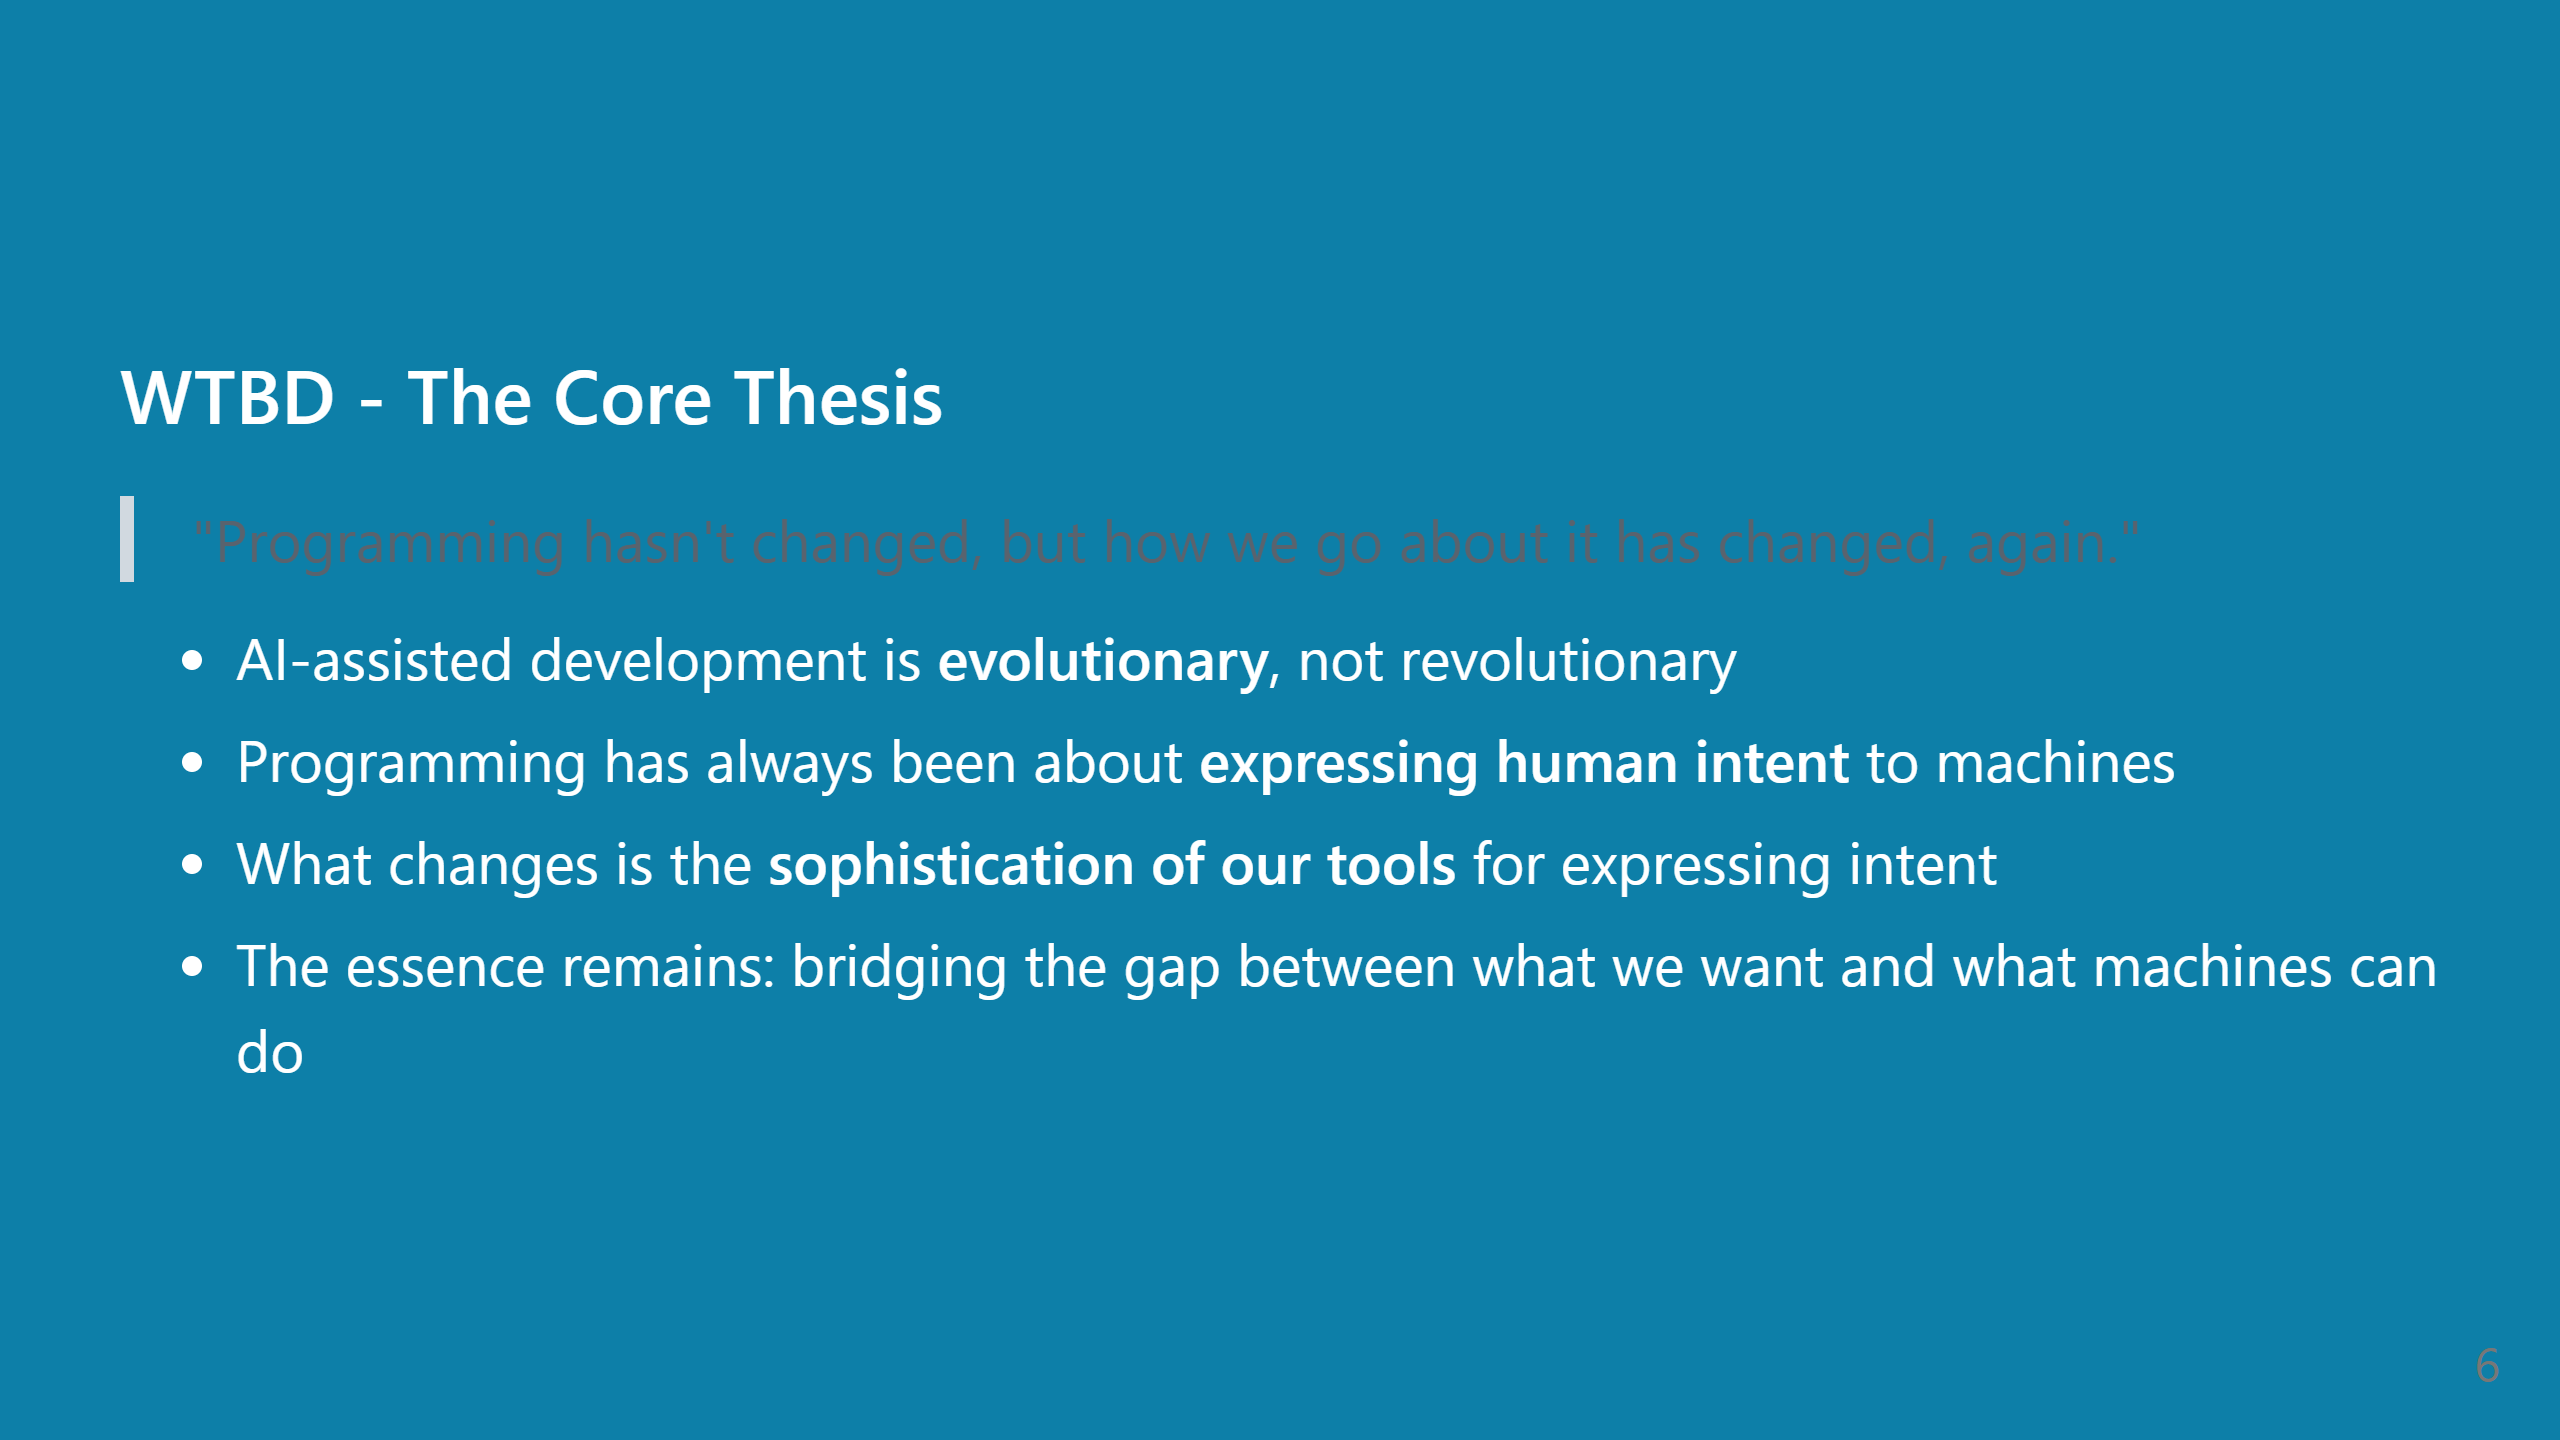 WTBD - The Core Thesis
"Programming hasn't changed, but how we go about it has changed, again."
• AI-assisted development is evolutionary, not revolutionary
• Programming has always been about expressing human intent to machines
• What changes is the sophistication of our tools for expressing intent
• The essence remains: bridging the gap between what we want and what machines can
do
6